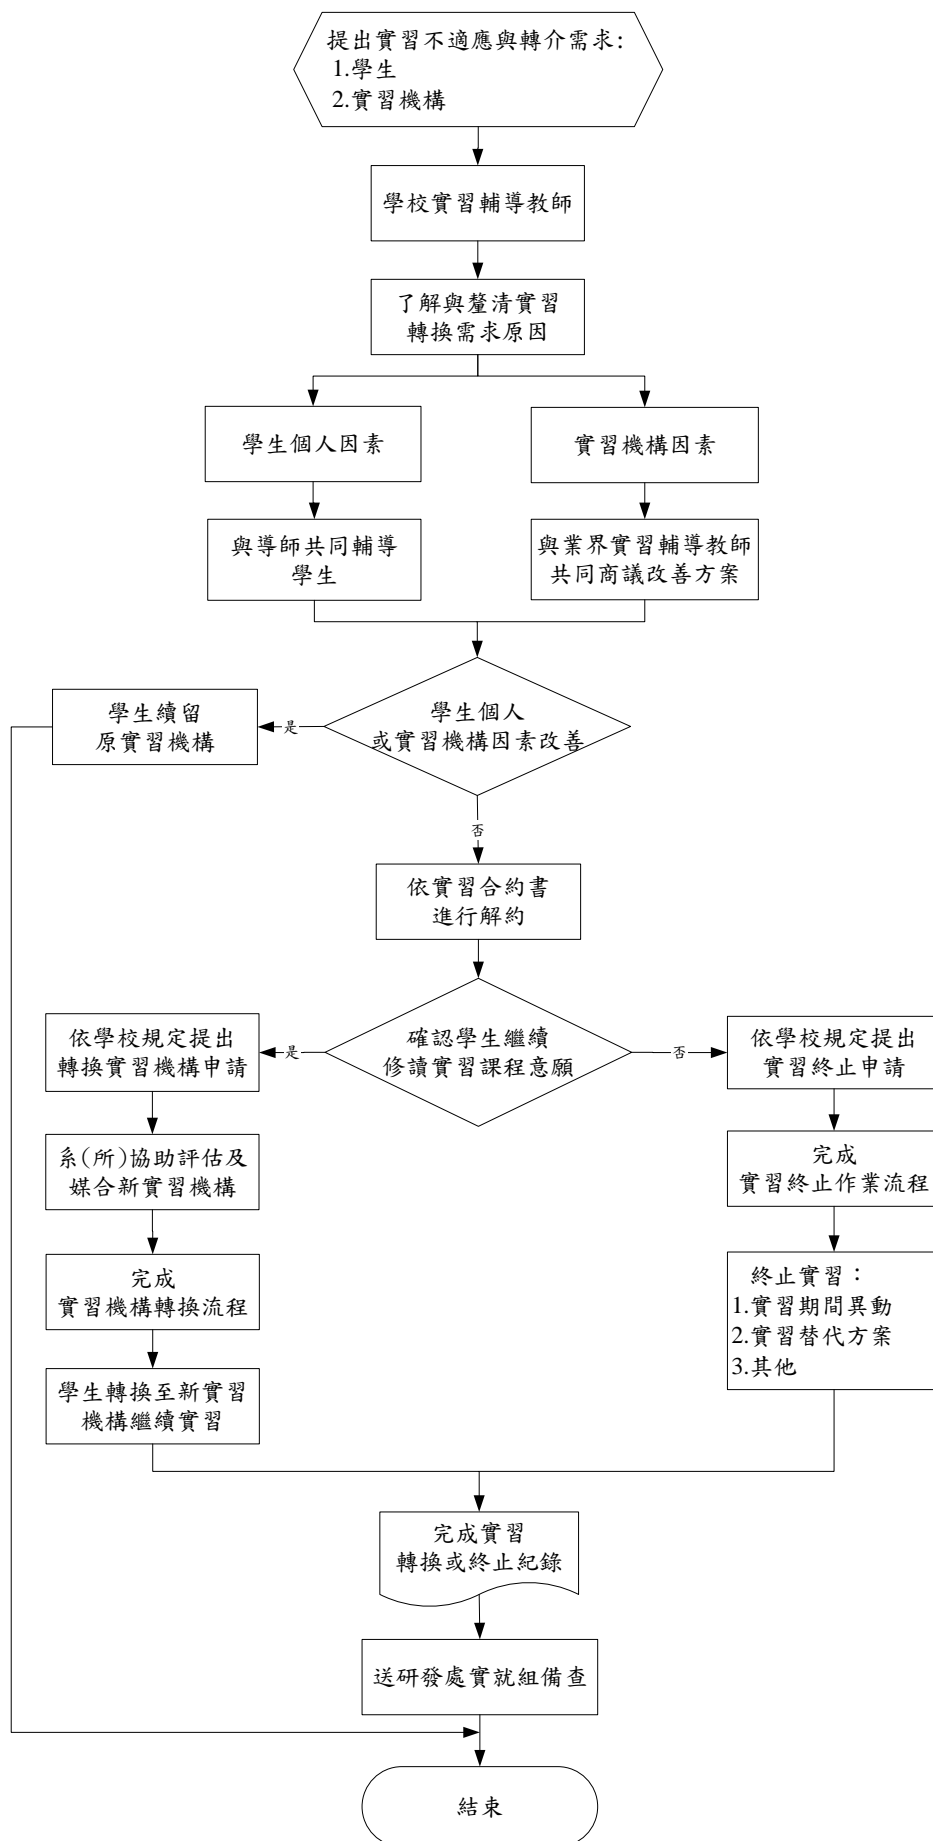 提出實習不適應與轉介需求:
1.學生
2.實習機構
學校實習輔導教師
了解與釐清實習
轉換需求原因
學生個人因素
實習機構因素
與導師共同輔導
學生
與業界實習輔導教師
共同商議改善方案
學生個人
或實習機構因素改善
是
學生續留
原實習機構
否
依實習合約書
進行解約
確認學生繼續
修讀實習課程意願
是
否
依學校規定提出
轉換實習機構申請
系(所)協助評估及
媒合新實習機構
完成
實習機構轉換流程
學生轉換至新實習
機構繼續實習
依學校規定提出
實習終止申請
完成
實習終止作業流程
終止實習：
1.實習期間異動
2.實習替代方案
3.其他
完成實習
轉換或終止紀錄
送研發處實就組備查
結束